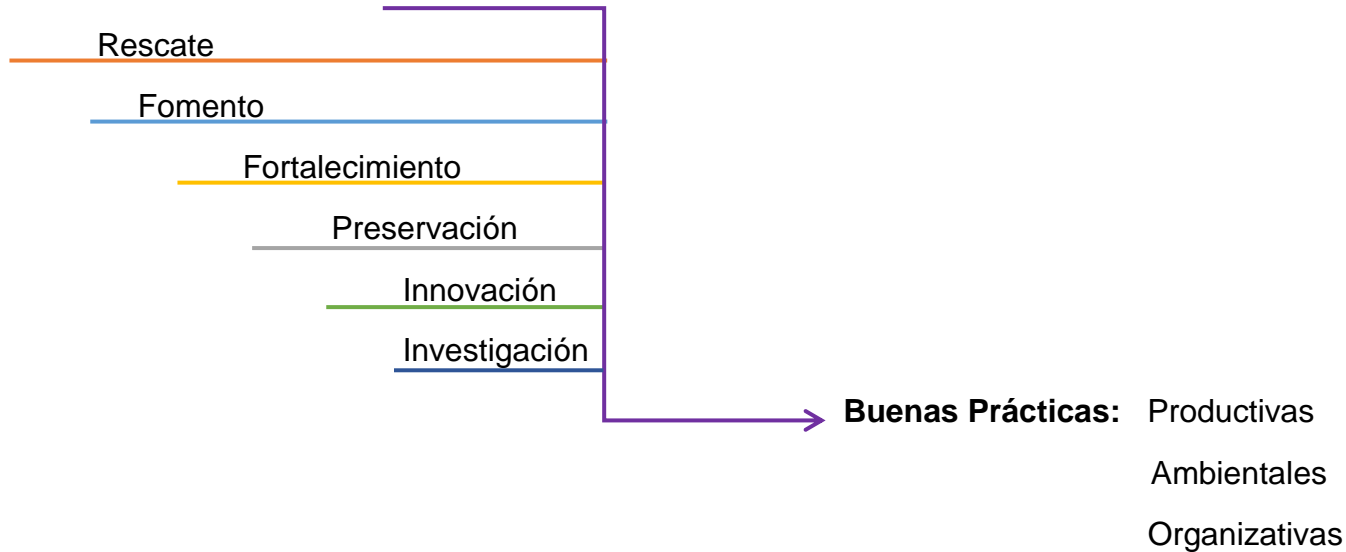 Rescate
Fomento
Fortalecimiento
Preservación
Innovación
Investigación
Buenas Prácticas: Productivas
Ambientales
Organizativas